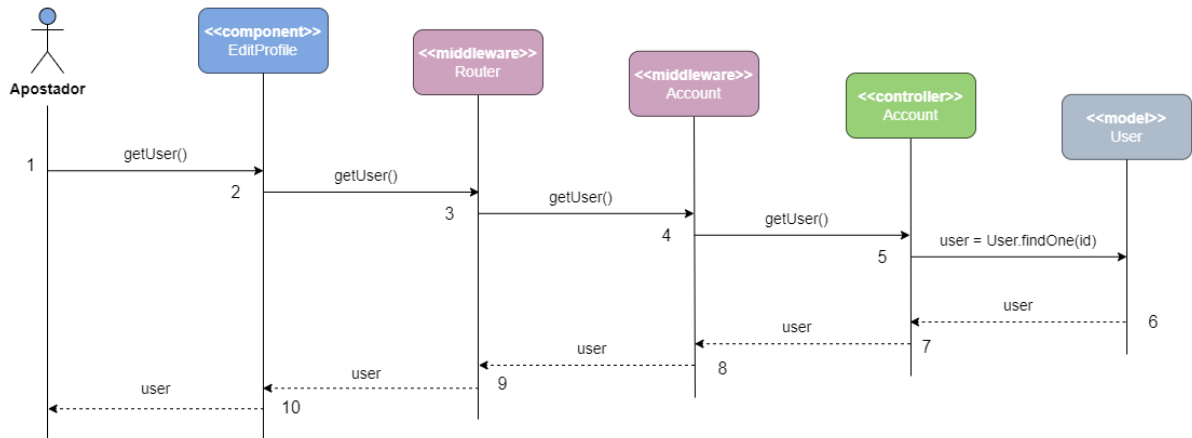 <<component>>
EditProfile
<<middleware>>
Router
<<middleware>>
Account
<<controller>>
Account
<<model>>
User
Apostador
1
getUser()
2
getUser()
3
getUser()
4
getUser()
5
user = User.findOne(id)
user
6
user
7
user
8
user
9
user
10